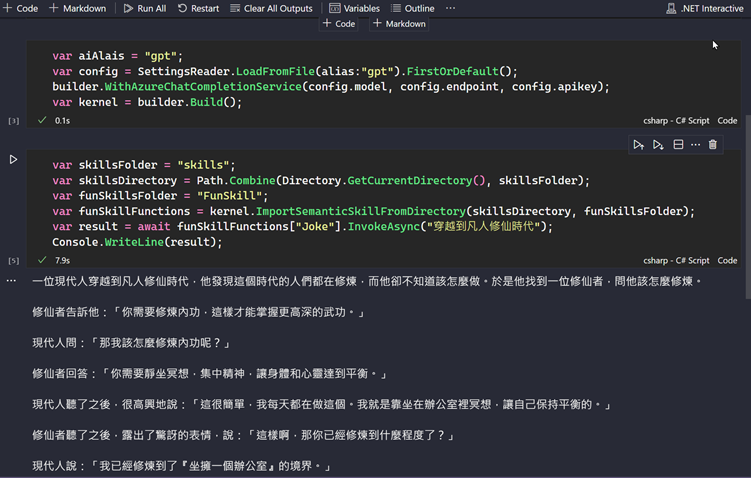 + Code + Markdown Run All Restart Clear All Outputs Variables Outline ... .NET Interactive
+ Code + Markdown
var aiAlais = "gpt";
var config = SettingsReader.LoadFromFile(alias:"gpt").FirstOrDefault();
builder.WithAzureChatCompletionService(config.model, config.endpoint, config.apikey);
var kernel = builder.Build();
[3] 0.1s csharp - C# Script Code
var skillsFolder = "skills";
var skillsDirectory = Path.Combine(Directory.GetCurrentDirectory(), skillsFolder);
var funSkillsFolder = "FunSkill";
var funSkillFunctions = kernel.ImportSemanticSkillFromDirectory(skillsDirectory, funSkillsFolder);
var result = await funSkillFunctions["Joke"].InvokeAsync("穿越到凡人修仙時代");
Console.WriteLine(result);
[5] 7.9s csharp - C# Script Code
一位現代人穿越到凡人修仙時代，他發現這個時代的人們都在修煉，而他卻不知道該怎麼做。於是他找到一位修仙者，問他該怎麼修煉。
修仙者告訴他：「你需要修煉內功，這樣才能掌握更高深的武功。」
現代人問：「那我該怎麼修煉內功呢？」
修仙者回答：「你需要靜坐冥想，集中精神，讓身體和心靈達到平衡。」
現代人聽了之後，很高興地說：「這很簡單，我每天都在做這個。我就是靠坐在辦公室裡冥想，讓自己保持平衡的。」
修仙者聽了之後，露出了驚訝的表情，說：「這樣啊，那你已經修煉到什麼程度了？」
現代人說：「我已經修煉到了『坐擁一個辦公室』的境界。」